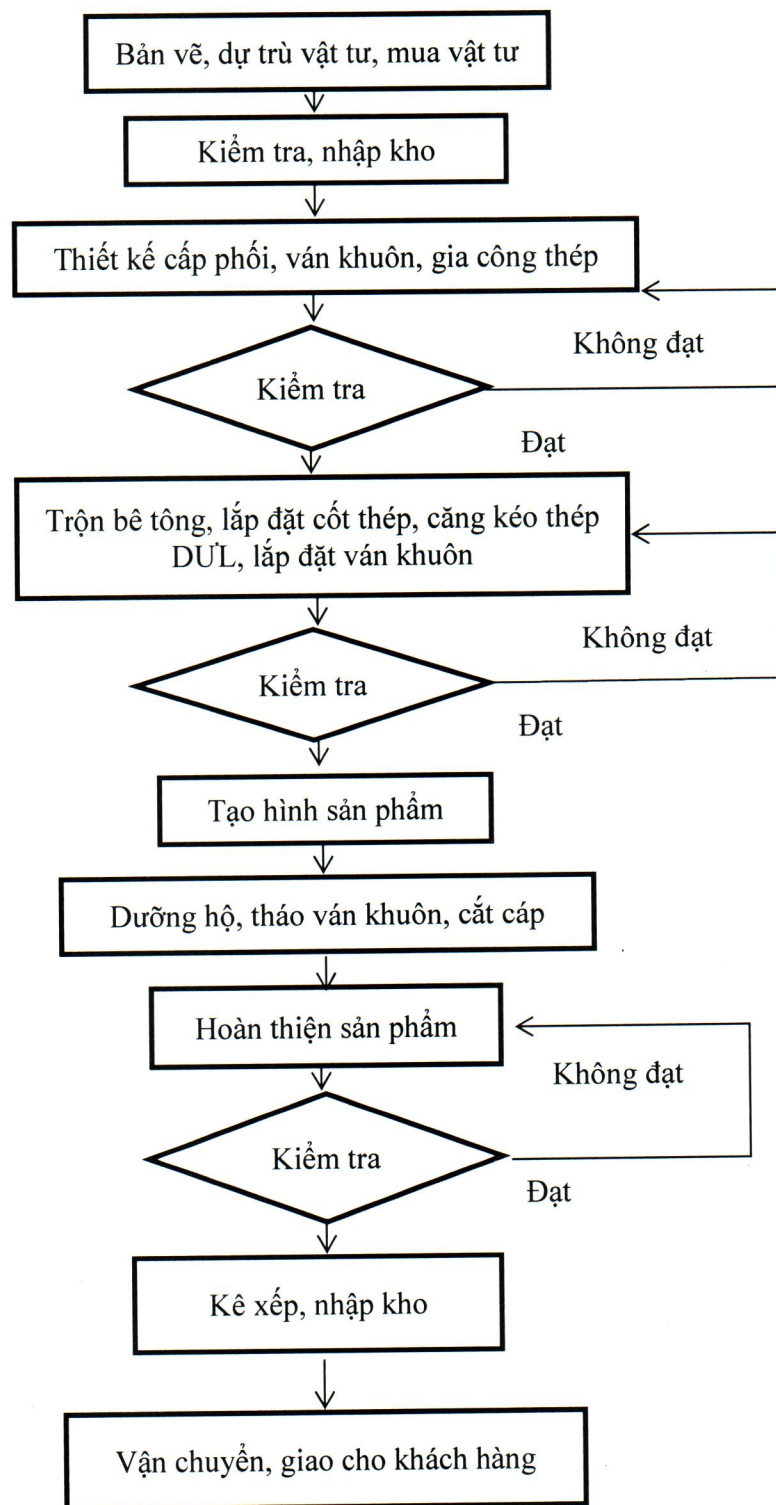 Bản vẽ, dự trù vật tư, mua vật tư
Kiểm tra, nhập kho
Thiết kế cấp phối, ván khuôn, gia công thép
Không đạt
Kiểm tra
Đạt
Trộn bê tông, lắp đặt cốt thép, căng kéo thép
DƯL, lắp đặt ván khuôn
Không đạt
Kiểm tra
Đạt
Tạo hình sản phẩm
Dưỡng hộ, tháo ván khuôn, cắt cáp
Hoàn thiện sản phẩm
Không đạt
Kiểm tra
Đạt
Kê xếp, nhập kho
Vận chuyển, giao cho khách hàng